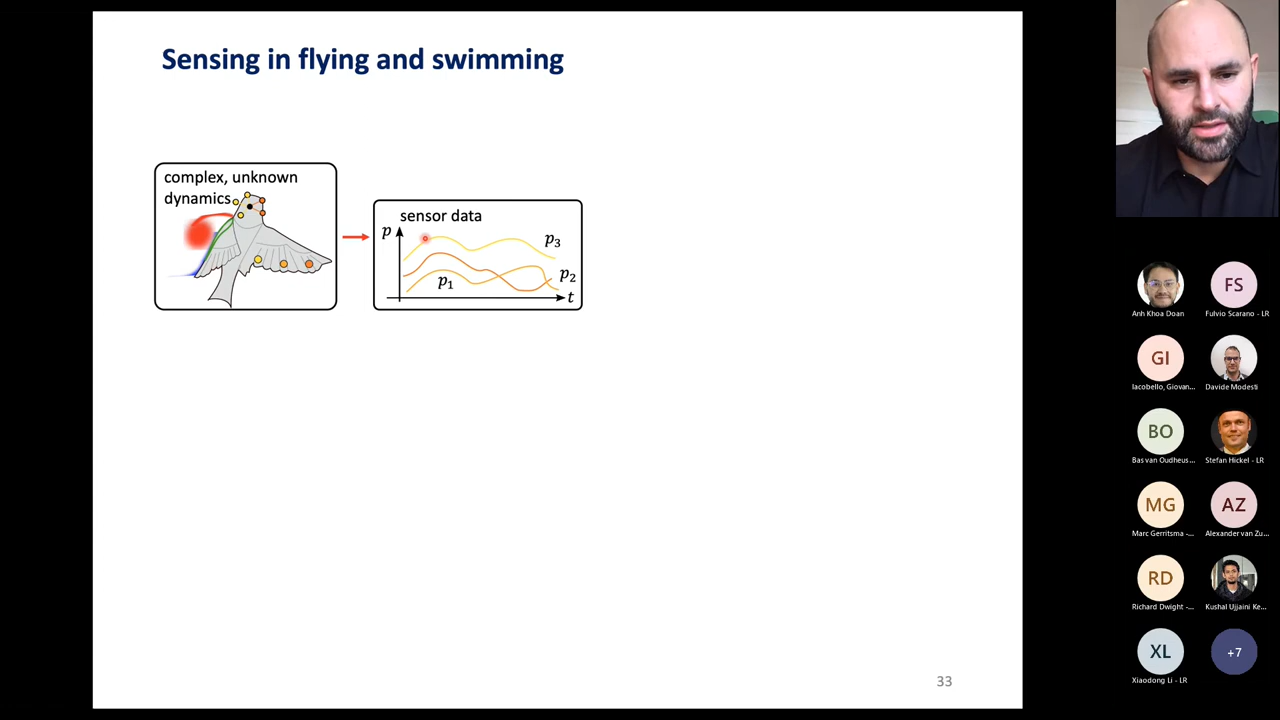 Sensing in flying and swimming
complex, unknown
dynamics
sensor data
p
p3
p1
p2
t
33
Anh Khoa Doan
FS
Fulvio Scarano - LR
GI
Iacobello, Giovan...
Davide Modesti
BO
Bas van Oudheus...
Stefan Hickel - LR
MG
Marc Gerritsma -...
AZ
Alexander van Zu...
RD
Richard Dwight -...
Kushal Ujjaini Ke...
XL
Xiaodong Li - LR
+7